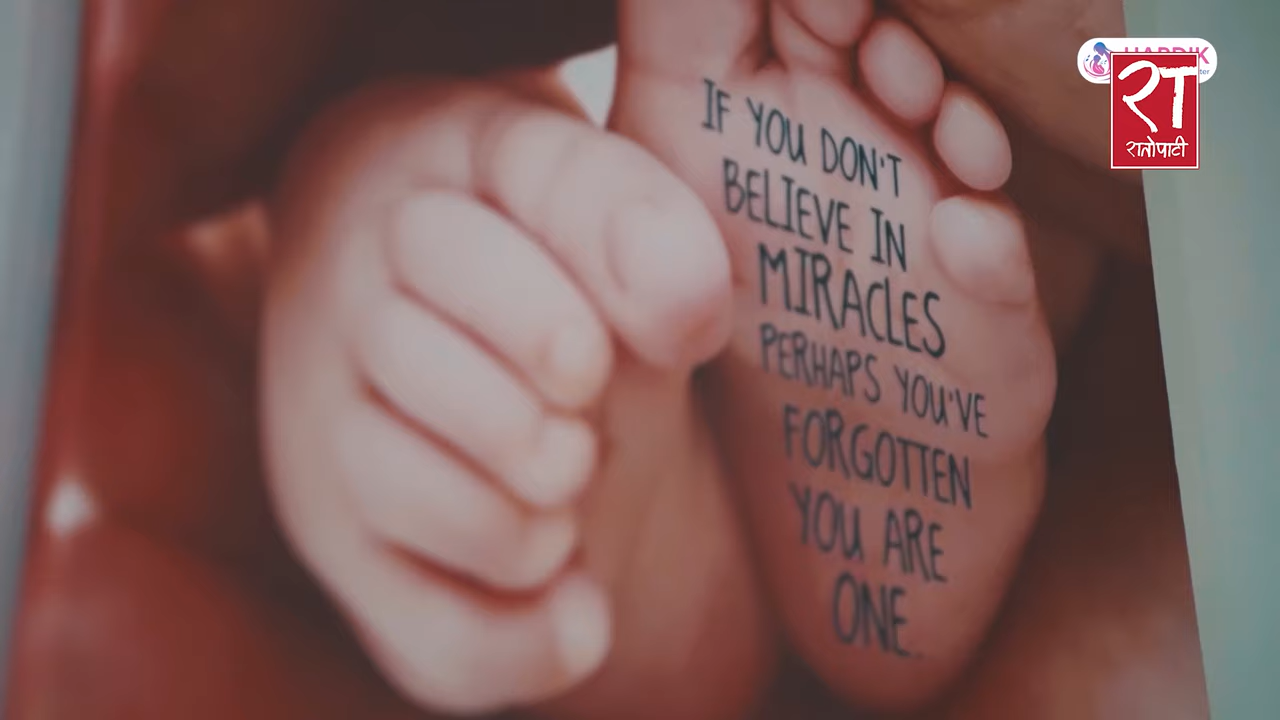 IF YOU DON'T
BELIEVE IN
MIRACLES
PERHAPS YOU'VE
FORGOTTEN
YOU ARE
ONE.
रा
रातोपाटी